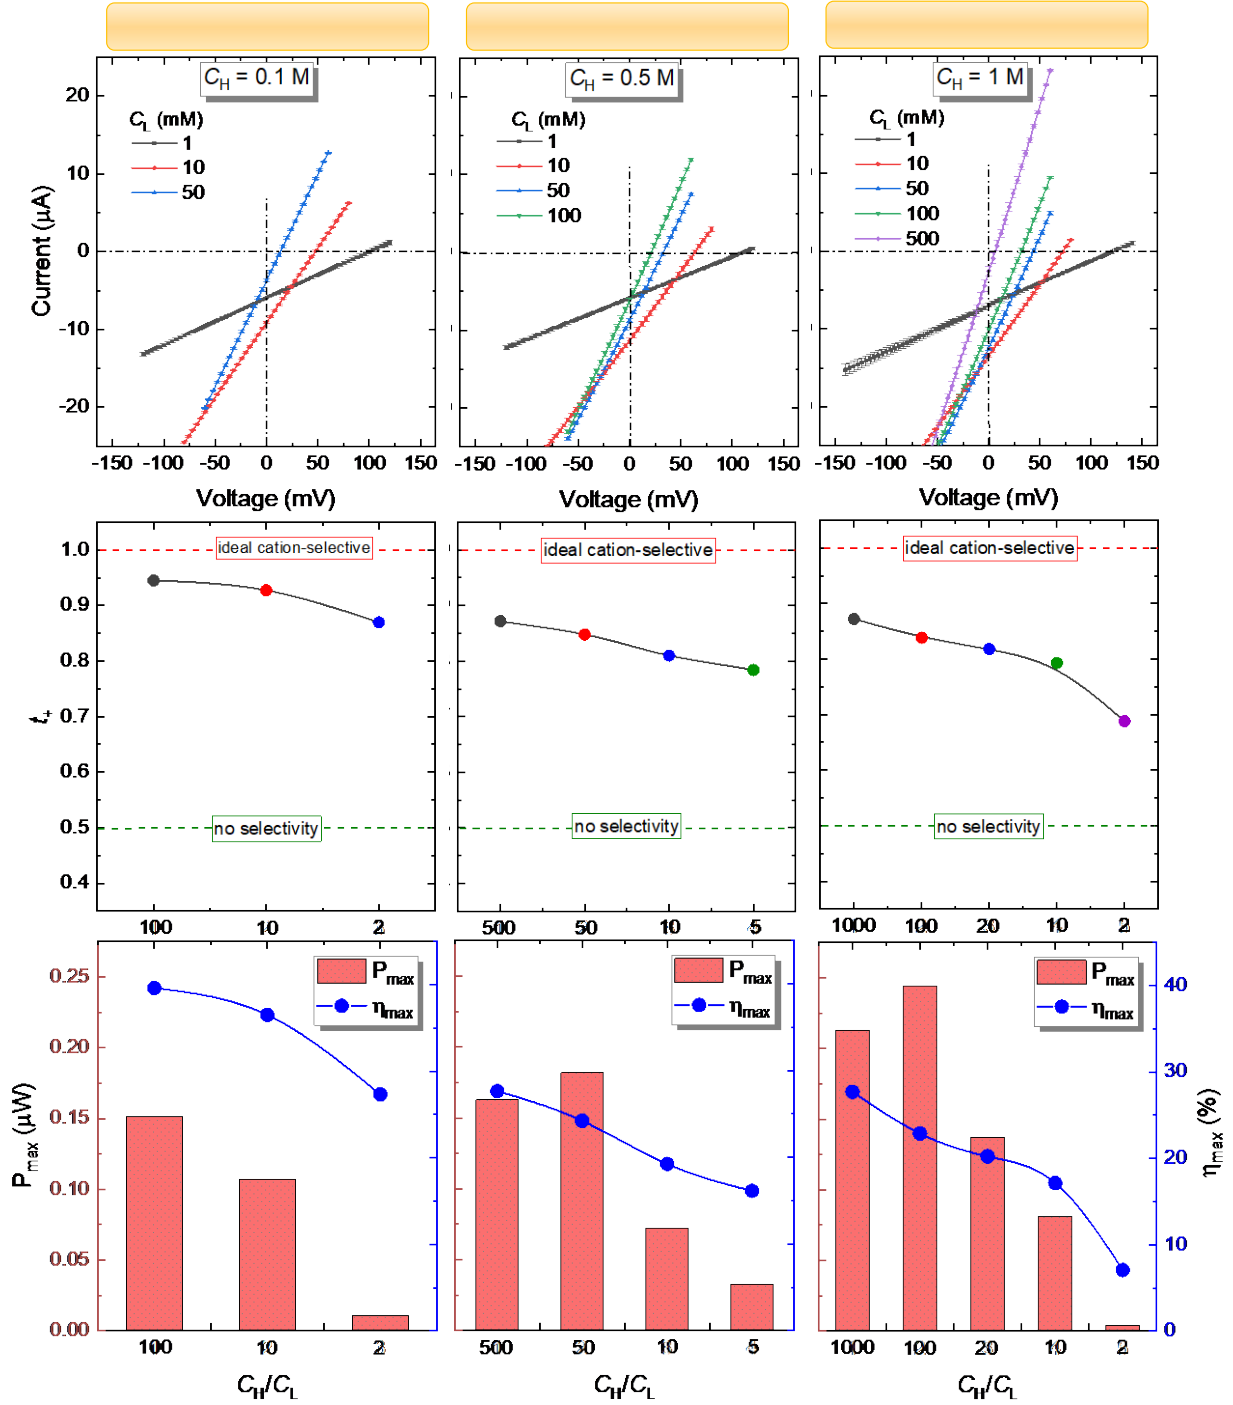 C_H = 0.1 M
C_H = 0.5 M
C_H = 1 M
C_L (mM)
1
10
50
C_L (mM)
1
10
50
100
C_L (mM)
1
10
50
100
500
20
10
0
-10
-20
Current (μA)
-150 -100 -50 0 50 100 150
-150 -100 -50 0 50 100 150
-150 -100 -50 0 50 100 150
Voltage (mV)
Voltage (mV)
Voltage (mV)
ideal cation-selective
ideal cation-selective
ideal cation-selective
no selectivity
no selectivity
no selectivity
1.0
0.9
0.8
0.7
0.6
0.5
0.4
t_+
100 10 2
500 50 10 5
1000 100 20 10 2
P_max
η_max
P_max
η_max
P_max
η_max
0.25
0.20
0.15
0.10
0.05
0.00
P_max (μW)
40
30
20
10
0
η_max (%)
100 10 2
500 50 10 5
1000 100 20 10 2
C_H/C_L
C_H/C_L
C_H/C_L